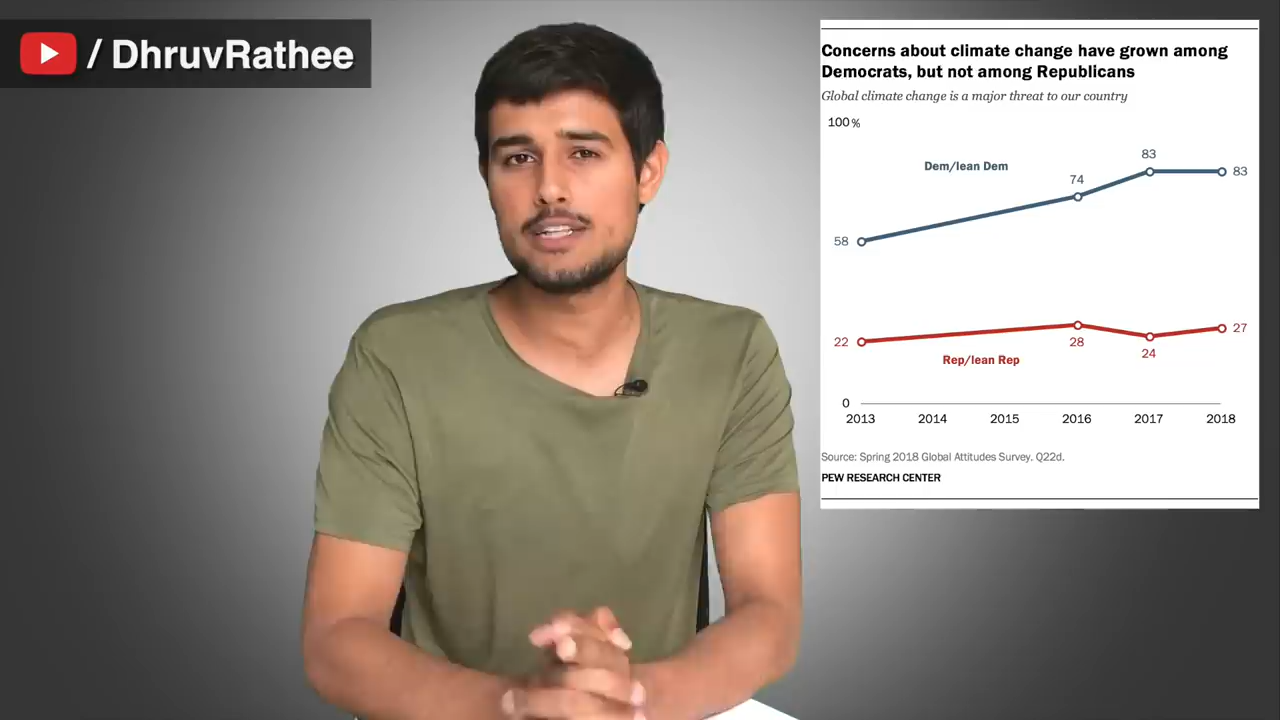 / DhruvRathee
Concerns about climate change have grown among
Democrats, but not among Republicans
Global climate change is a major threat to our country
100%
Dem/lean Dem
58
74
83
83
22
28
24
27
Rep/lean Rep
0
2013 2014 2015 2016 2017 2018
Source: Spring 2018 Global Attitudes Survey. Q22d.
PEW RESEARCH CENTER